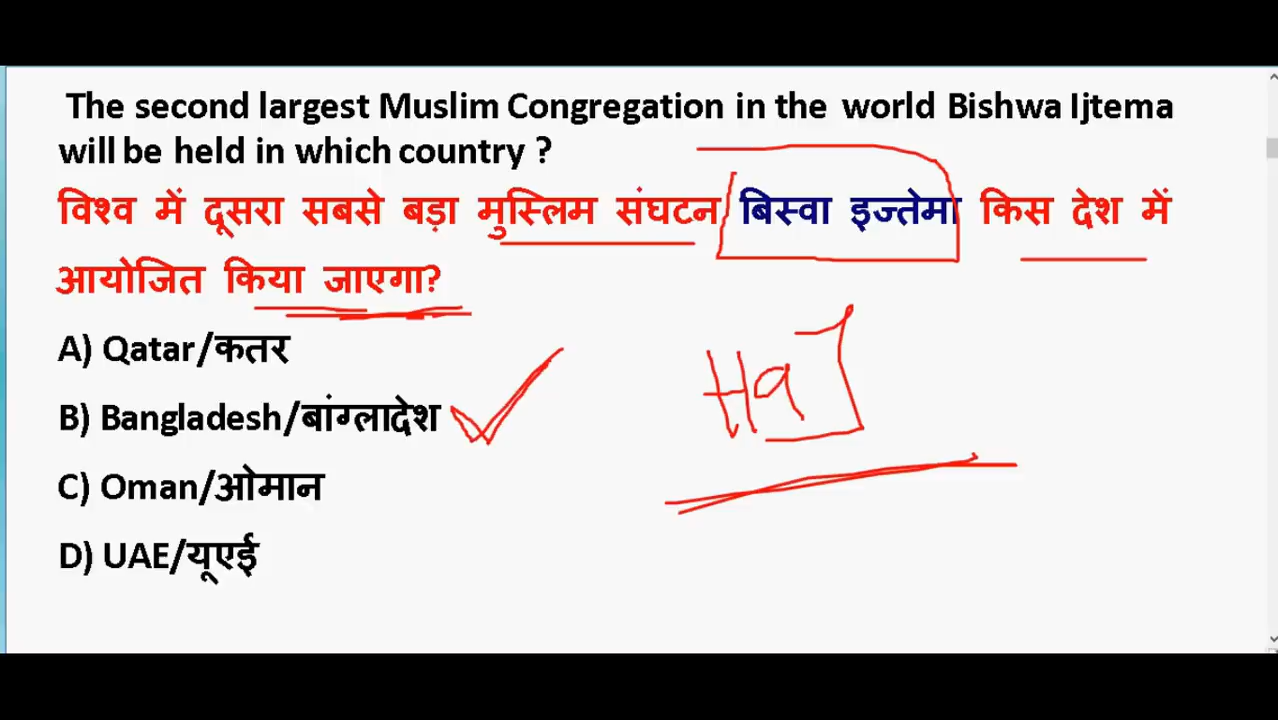 The second largest Muslim Congregation in the world Bishwa Ijtema
will be held in which country ?
विश्व में दूसरा सबसे बड़ा मुस्लिम संघटन बिस्वा इज्तेमा किस देश में
आयोजित किया जाएगा?
A) Qatar/कतर
B) Bangladesh/बांग्लादेश
Haj
C) Oman/ओमान
D) UAE/यूएई